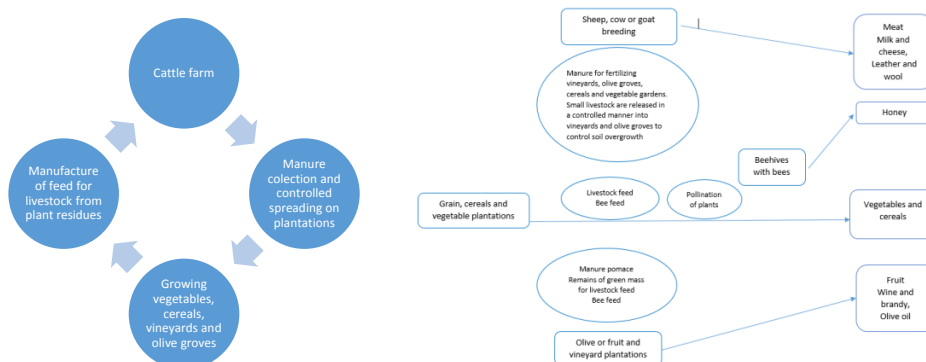 Cattle farm
Manure
colection and
controlled
spreading on
plantations
Growing
vegetables,
cereals,
vineyards and
olive groves
Manufacture
of feed for
livestock from
plant residues
Sheep, cow or goat
breeding
Meat
Milk and
cheese,
Leather and
wool
Manure for fertilizing
vineyards, olive groves,
cereals and vegetable gardens.
Small livestock are released in
a controlled manner into
vineyards and olive groves to
control soil overgrowth
Honey
Beehives
with bees
Grain, cereals and
vegetable plantations
Livestock feed
Bee feed
Pollination
of plants
Vegetables and
cereals
Manure pomace
Remains of green mass
for livestock feed
Bee feed
Fruit
Wine and
brandy,
Olive oil
Olive or fruit and
vineyard plantations